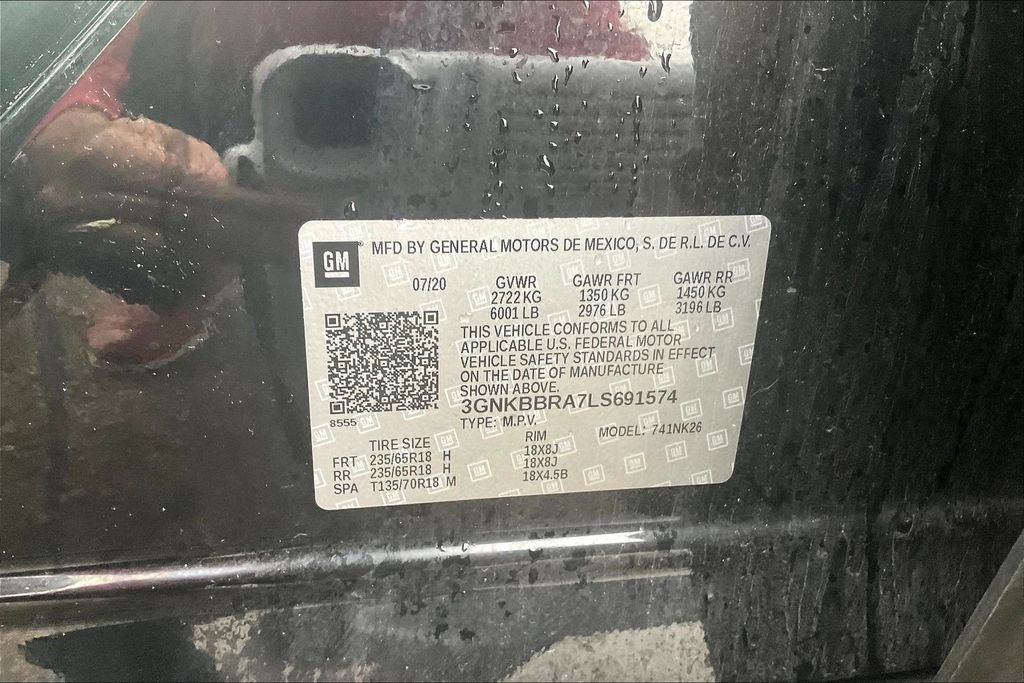 GM
MFD BY GENERAL MOTORS DE MEXICO, S. DE R.L. DE C.V.
07/20 GVWR GAWR FRT GAWR RR
2722 KG 1350 KG 1450 KG
6001 LB 2976 LB 3196 LB
THIS VEHICLE CONFORMS TO ALL
APPLICABLE U.S. FEDERAL MOTOR
VEHICLE SAFETY STANDARDS IN EFFECT
ON THE DATE OF MANUFACTURE
SHOWN ABOVE.
3GNKBBRA7LS691574
8555 TYPE: M.P.V. MODEL: 741NK26
TIRE SIZE RIM
FRT 235/65R18 H 18X8J
RR 235/65R18 H 18X8J
SPA T135/70R18 M 18X4.5B